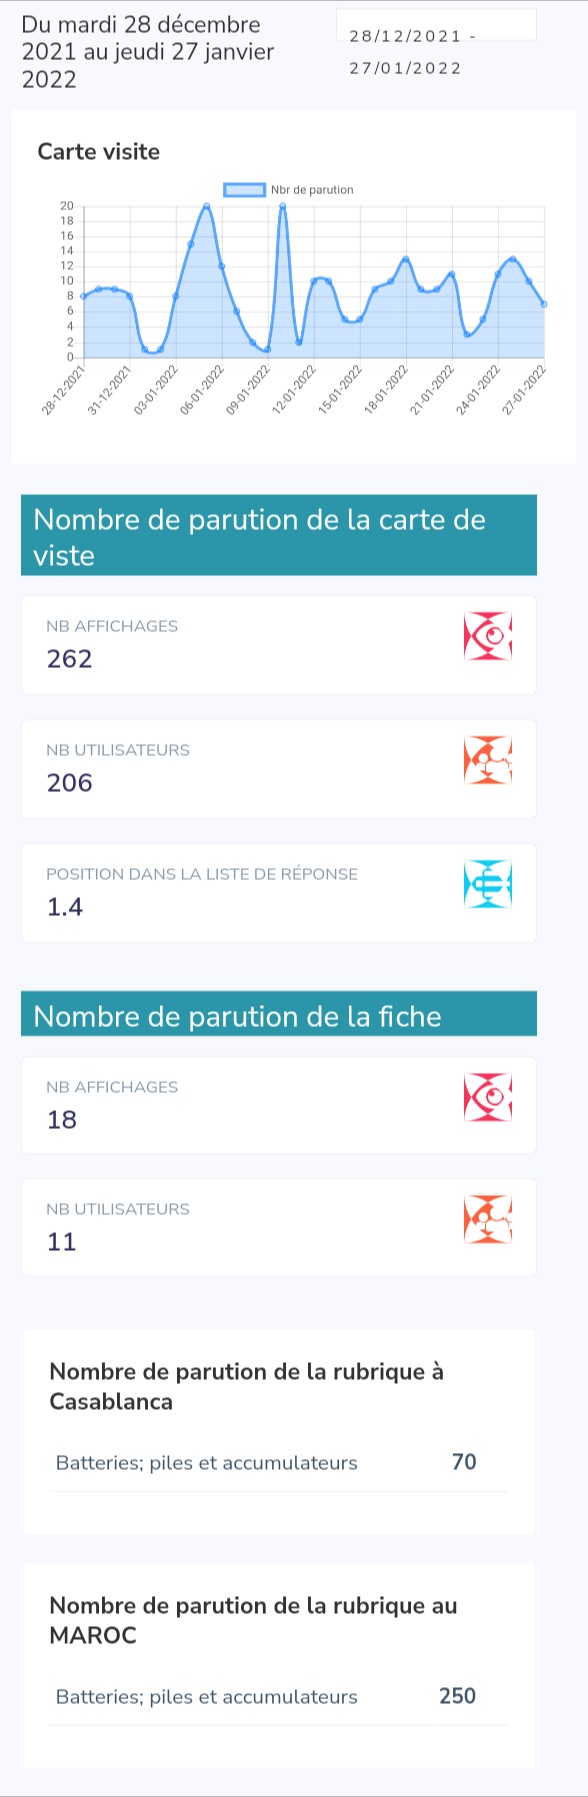 Du mardi 28 décembre
2021 au jeudi 27 janvier
2022
28/12/2021 -
27/01/2022
Carte visite
Nbr de parution
20
18
16
14
12
10
8
6
4
2
0
28-12-2021
31-12-2021
03-01-2022
06-01-2022
09-01-2022
12-01-2022
15-01-2022
18-01-2022
21-01-2022
24-01-2022
27-01-2022
Nombre de parution de la carte de
viste
NB AFFICHAGES
262
NB UTILISATEURS
206
POSITION DANS LA LISTE DE RÉPONSE
1.4
Nombre de parution de la fiche
NB AFFICHAGES
18
NB UTILISATEURS
11
Nombre de parution de la rubrique à
Casablanca
Batteries; piles et accumulateurs 70
Nombre de parution de la rubrique au
MAROC
Batteries; piles et accumulateurs 250